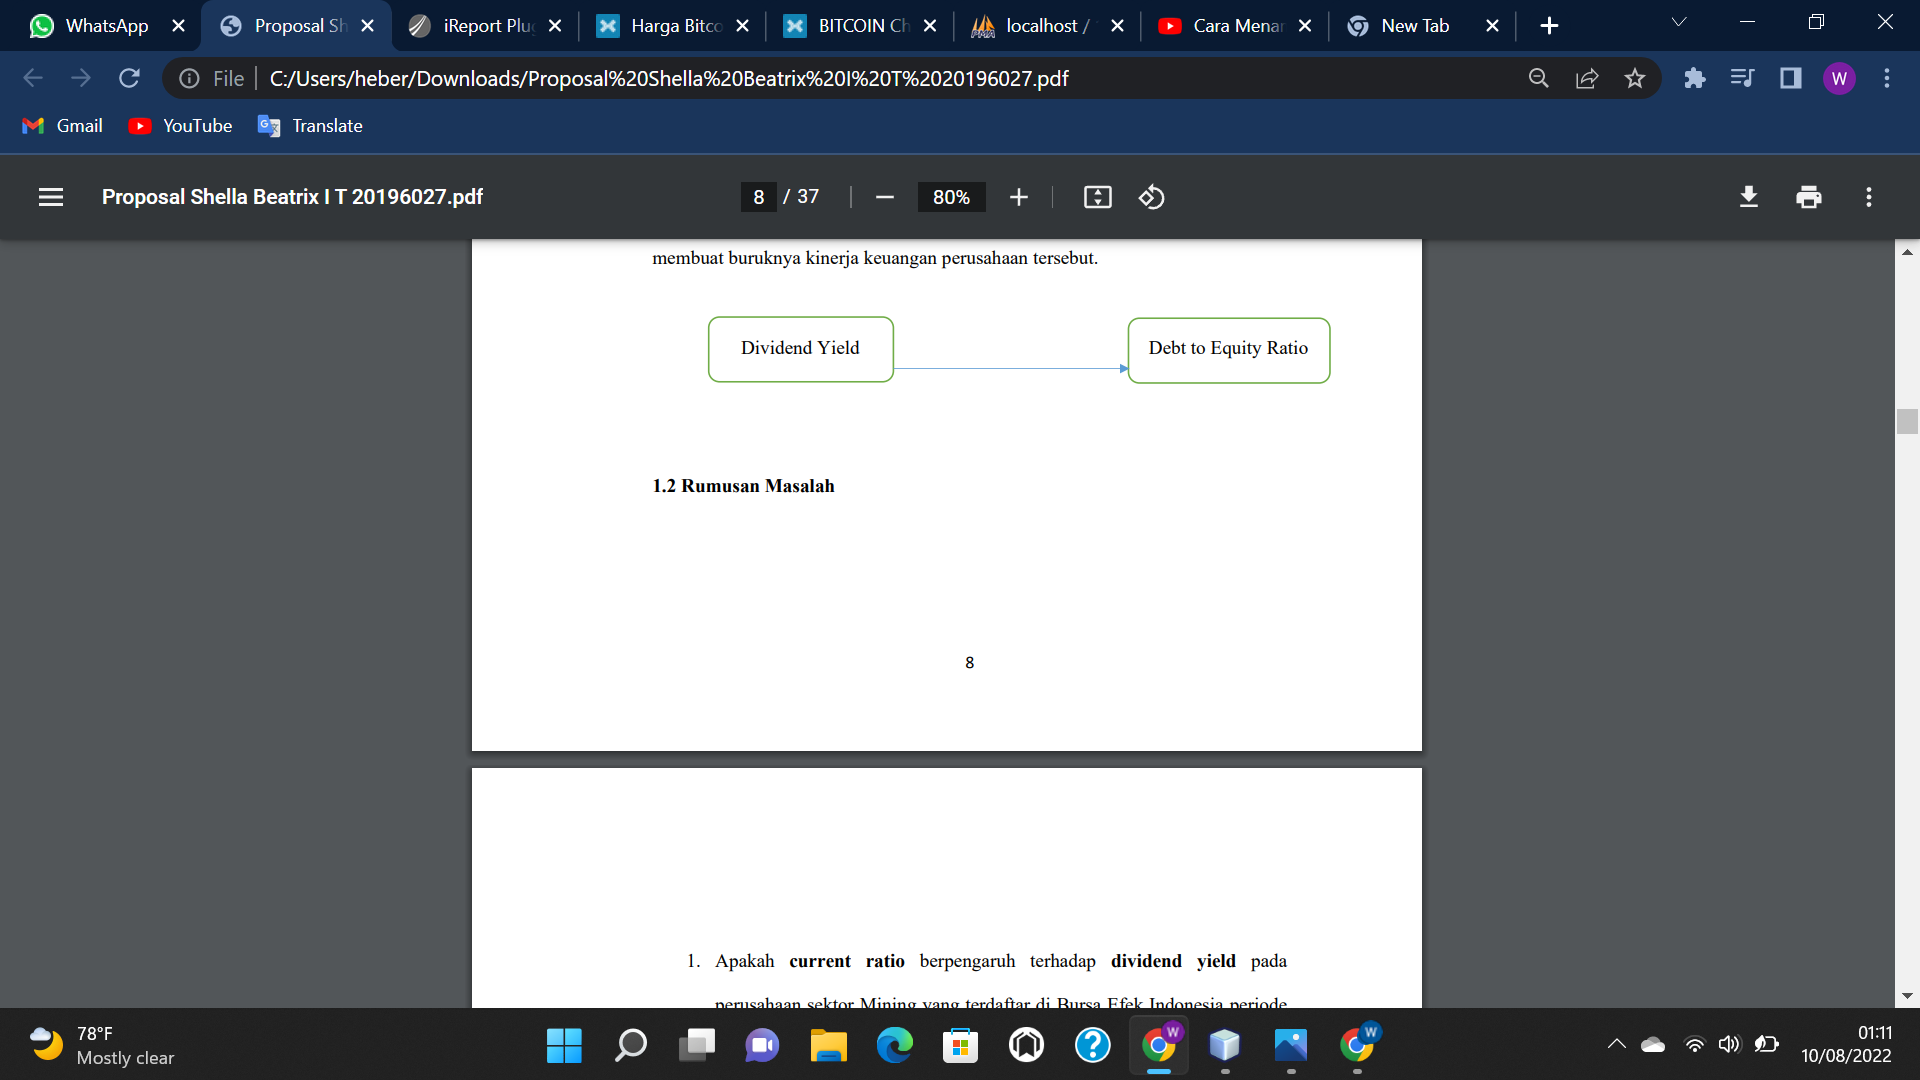 WhatsApp
Proposal Sh
iReport Plu
Harga Bitco
BITCOIN Ch
localhost /
Cara Menar
New Tab
File
C:/Users/heber/Downloads/Proposal%20Shella%20Beatrix%20I%20T%2020196027.pdf
W
Gmail
YouTube
Translate
Proposal Shella Beatrix I T 20196027.pdf
8 / 37
80%
membuat buruknya kinerja keuangan perusahaan tersebut.
Dividend Yield
Debt to Equity Ratio
1.2 Rumusan Masalah
8
1. Apakah current ratio berpengaruh terhadap dividend yield pada
perusahaan sektor Mining yang terdaftar di Bursa Efek Indonesia periode
78°F
Mostly clear
W
W
01:11
10/08/2022